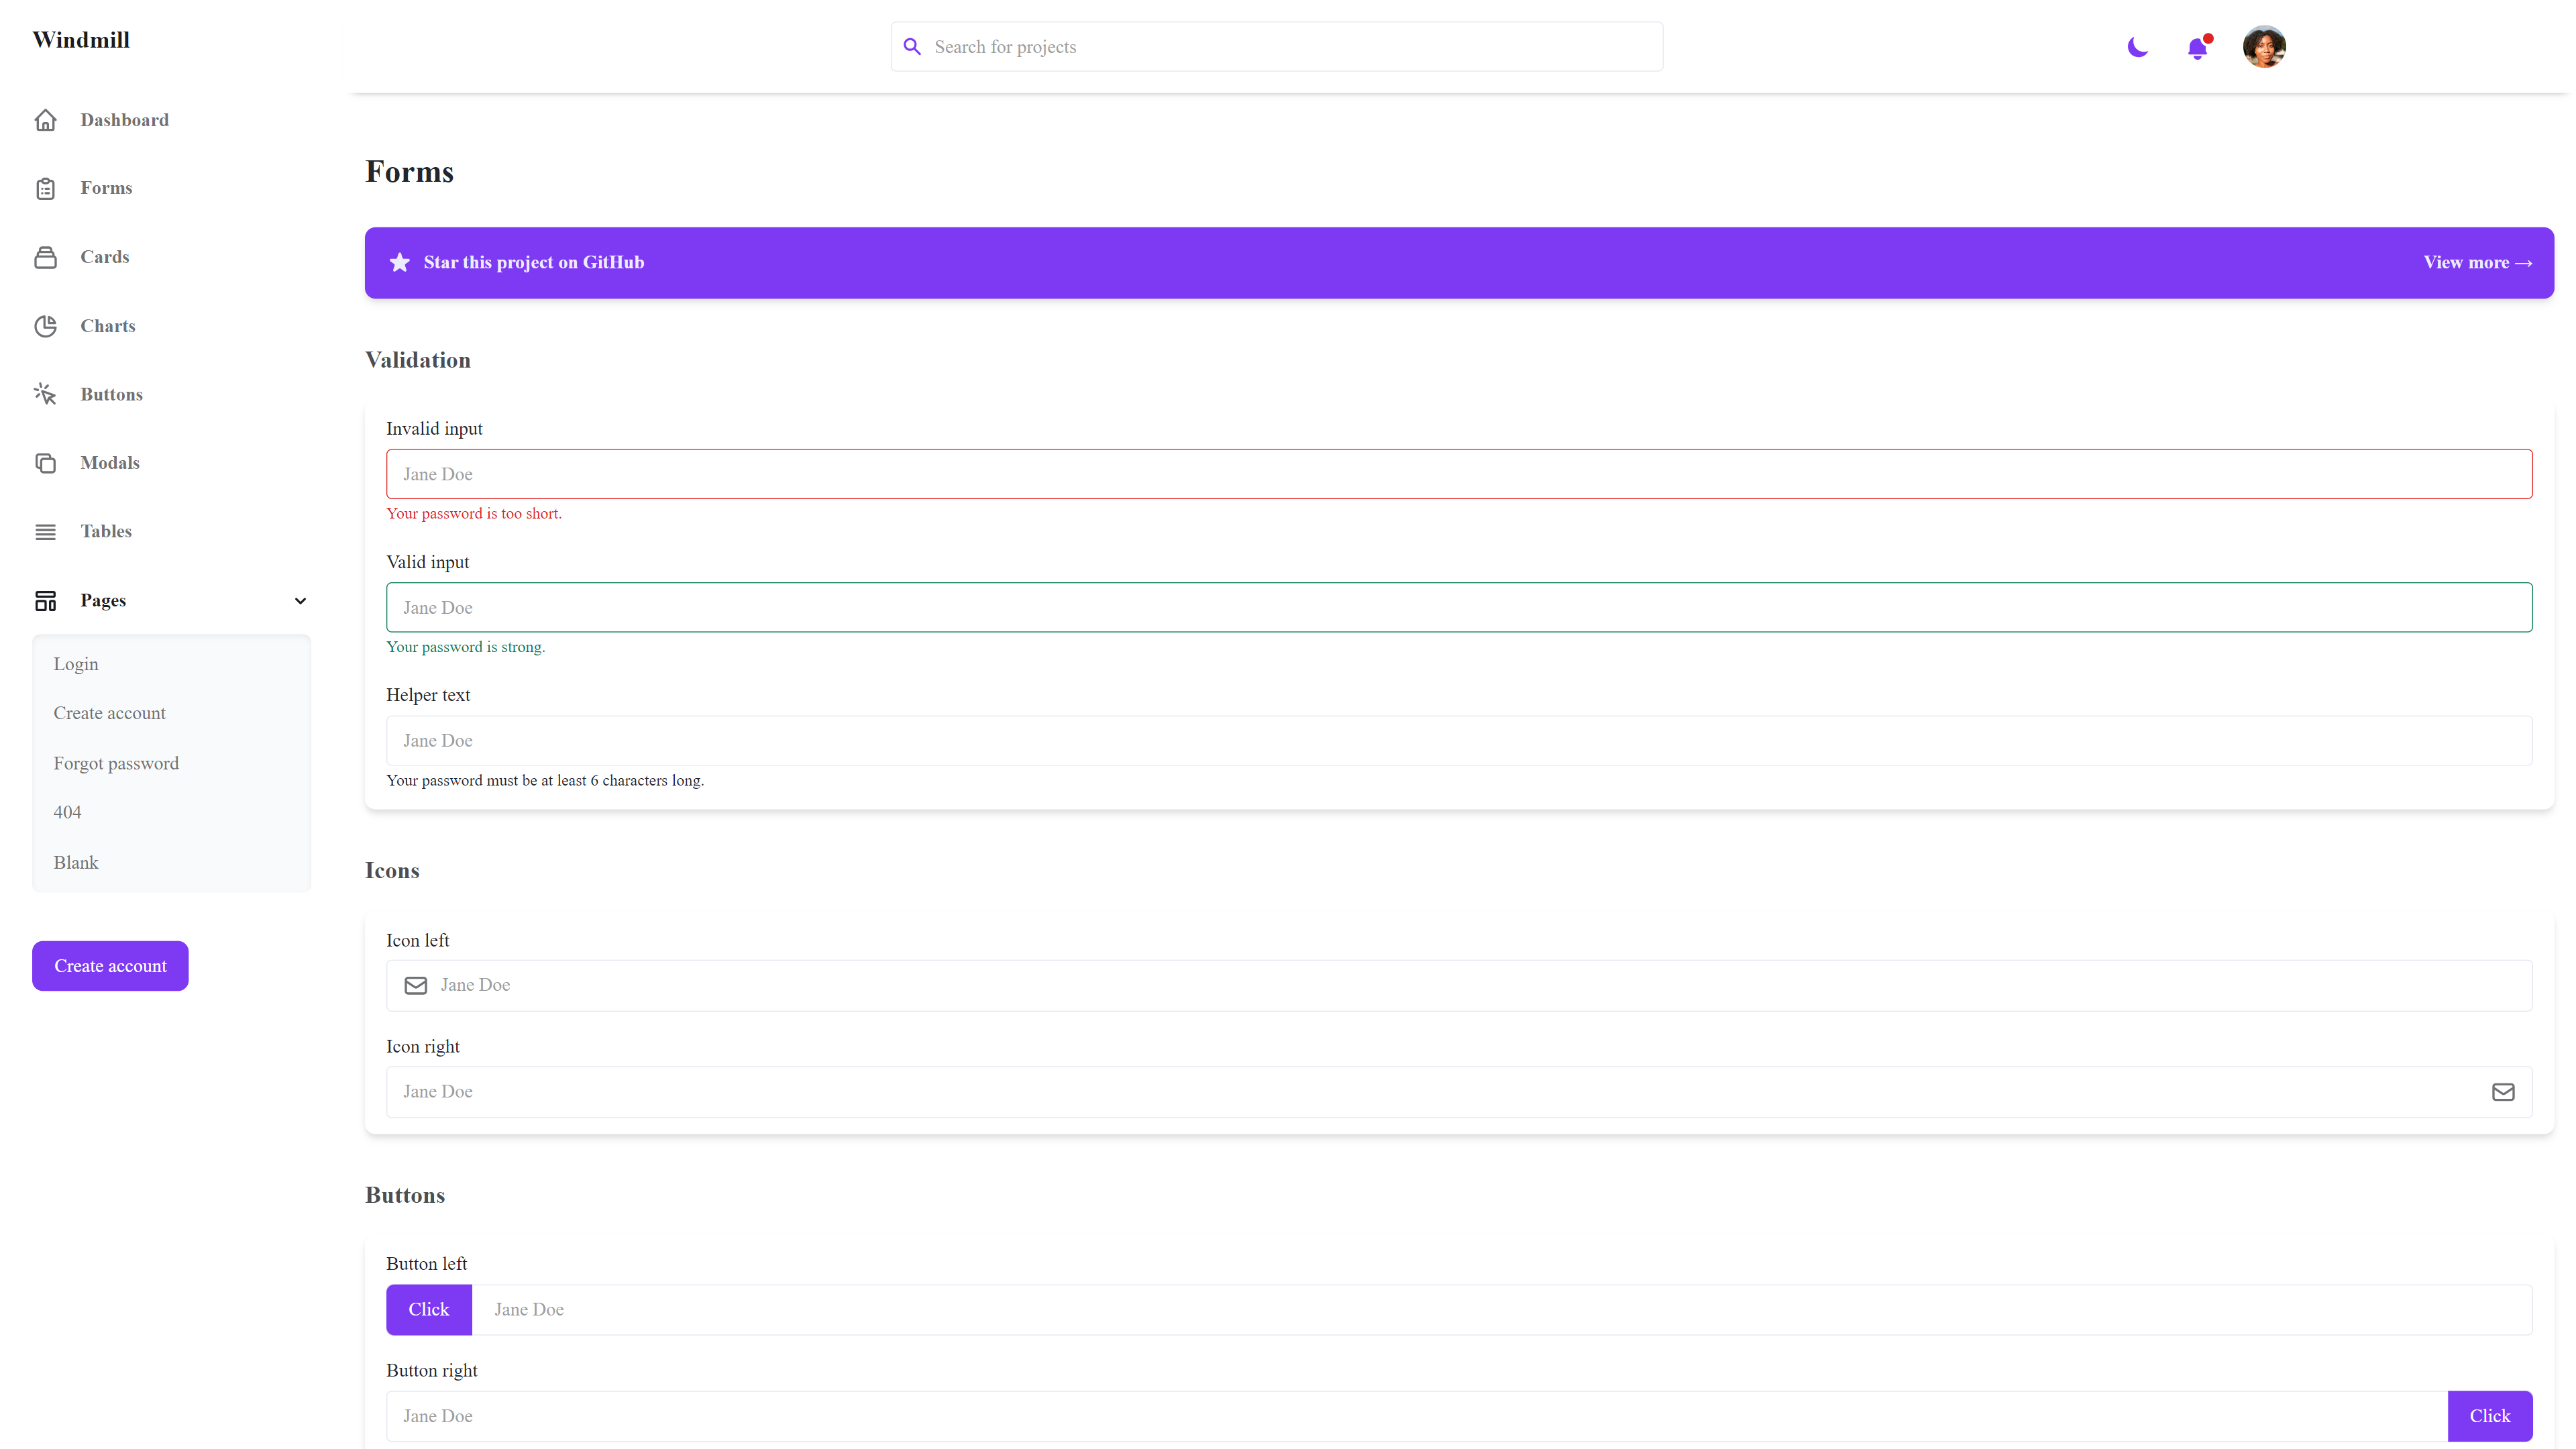 Windmill
Search for projects
Dashboard
Forms
Cards
Charts
Buttons
Modals
Tables
Pages
Login
Create account
Forgot password
404
Blank
Create account
Forms
Star this project on GitHub
View more →
Validation
Invalid input
Jane Doe
Your password is too short.
Valid input
Jane Doe
Your password is strong.
Helper text
Jane Doe
Your password must be at least 6 characters long.
Icons
Icon left
Jane Doe
Icon right
Jane Doe
Buttons
Button left
Click
Jane Doe
Button right
Jane Doe
Click